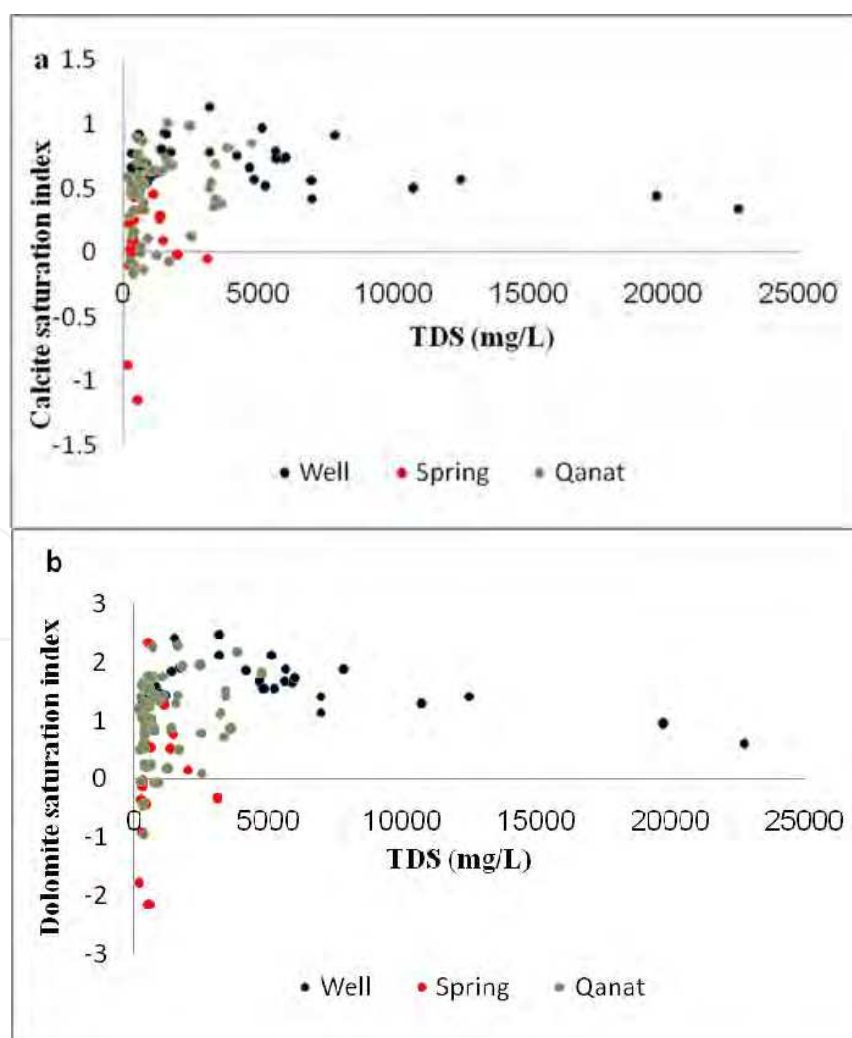 a
1.5
1
0.5
0
-0.5
-1
-1.5
Calcite saturation index
0 5000 10000 15000 20000 25000
TDS (mg/L)
Well Spring Qanat
b
3
2
1
0
-1
-2
-3
Dolomite saturation index
0 5000 10000 15000 20000 25000
TDS (mg/L)
Well Spring Qanat